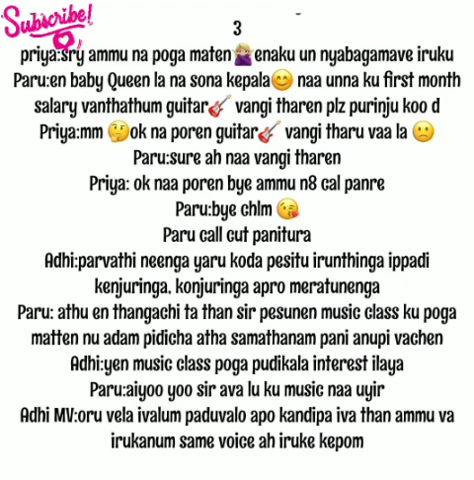 Subscribe!
3
priya:sry ammu na poga maten🤦🏼‍♀️enaku un nyabagamave iruku
Paru:en baby Queen la na sona kepala😊 naa unna ku first month
salary vanthathum guitar🎸 vangi tharen plz purinju koo d
Priya:mm 🤔ok na poren guitar🎸 vangi tharu vaa la 🙁
Paru:sure ah naa vangi tharen
Priya: ok naa poren bye ammu n8 cal panre
Paru:bye chlm 😘
Paru call cut panitura
Adhi:parvathi neenga yaru koda pesitu irunthinga ippadi
kenjuringa, konjuringa apro meratunenga
Paru: athu en thangachi ta than sir pesunen music class ku poga
matten nu adam pidicha atha samathanam pani anupi vachen
Adhi:yen music class poga pudikala interest ilaya
Paru:aiyoo yoo sir ava lu ku music naa uyir
Adhi MV:oru vela ivalum paduvalo apo kandipa iva than ammu va
irukanum same voice ah iruke kepom